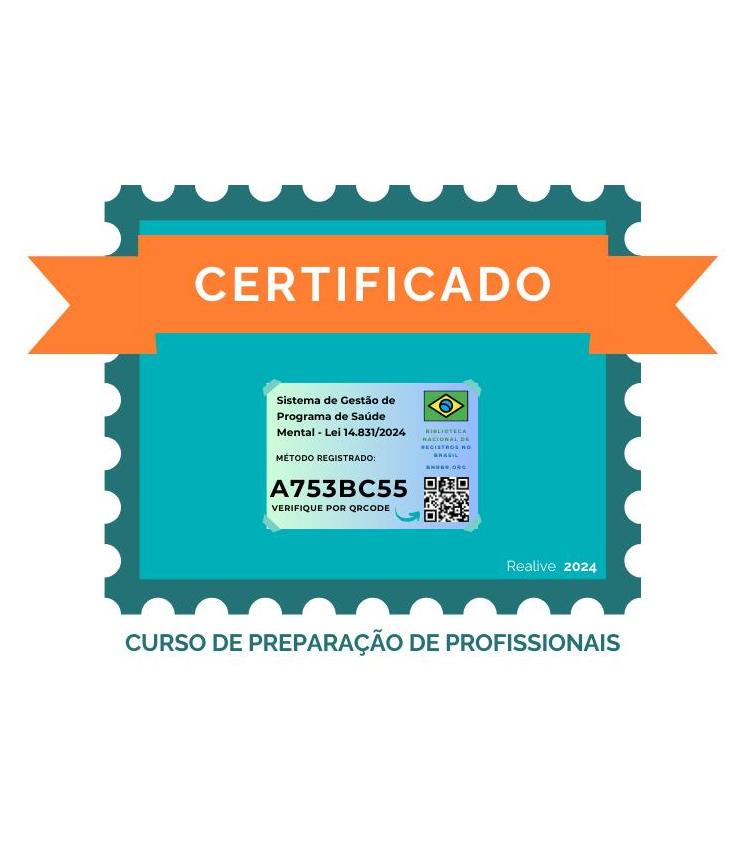 CERTIFICADO
Sistema de Gestão de
Programa de Saúde
Mental - Lei 14.831/2024
MÉTODO REGISTRADO:
A753BC55
VERIFIQUE POR QRCODE
BIBLIOTECA
NACIONAL DE
REGISTROS NO
BRASIL
BNRBR.ORG
Realive 2024
CURSO DE PREPARAÇÃO DE PROFISSIONAIS